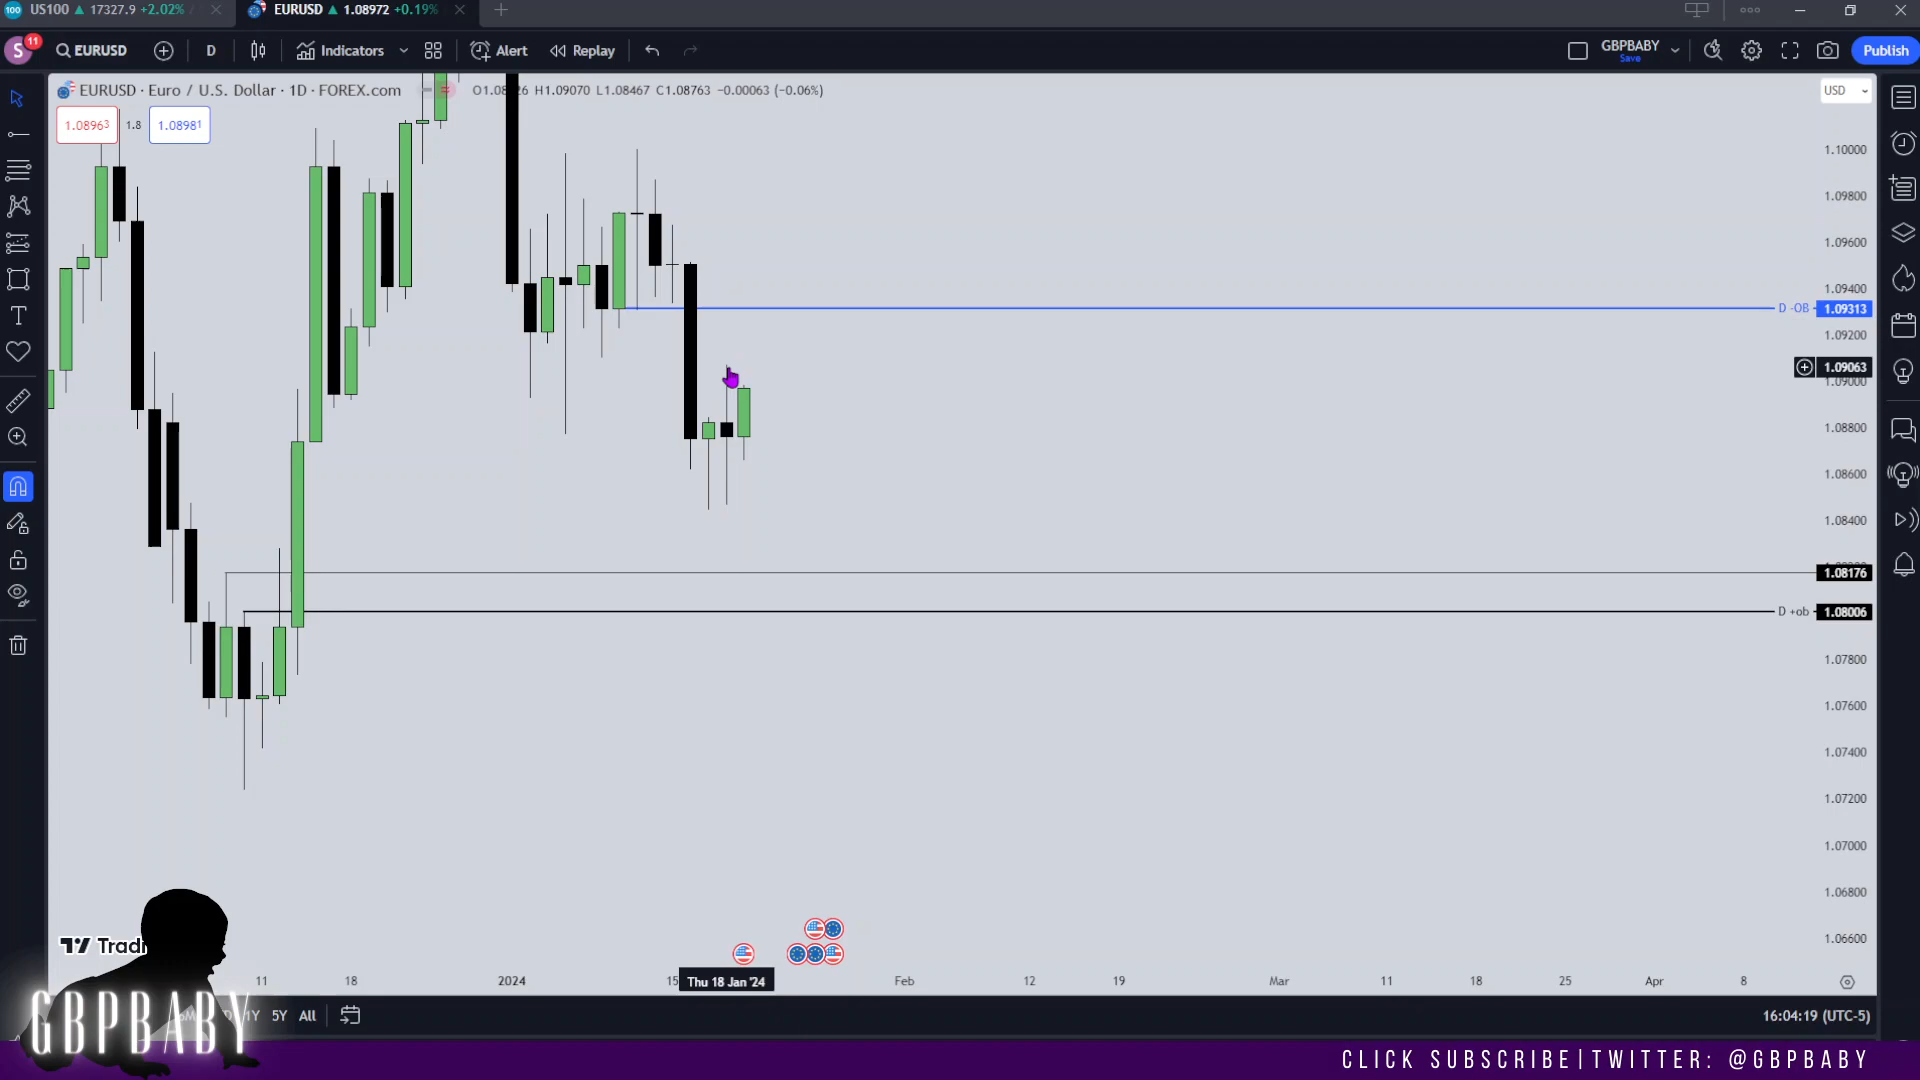 US100 ▲ 17327.9 +2.02%
EURUSD ▲ 1.08972 +0.19%
S 11 EURUSD D Indicators Alert Replay GBPBABY Save Publish
EURUSD · Euro / U.S. Dollar · 1D · FOREX.com
H1.09070 L1.08467 C1.08763 −0.00063 (−0.06%)
USD
1.08963 1.8 1.08981
1.10000
1.09800
1.09600
1.09400
D -OB 1.09313
1.09200
1.09063
1.09000
1.08800
1.08600
1.08400
1.08176
D +ob 1.08006
1.07800
1.07600
1.07400
1.07200
1.07000
1.06800
1.06600
11 18 2024 15 Thu 18 Jan '24 Feb 12 19 Mar 11 18 25 Apr 8
1Y 5Y All 16:04:19 (UTC-5)
GBPBABY
CLICK SUBSCRIBE|TWITTER: @GBPBABY